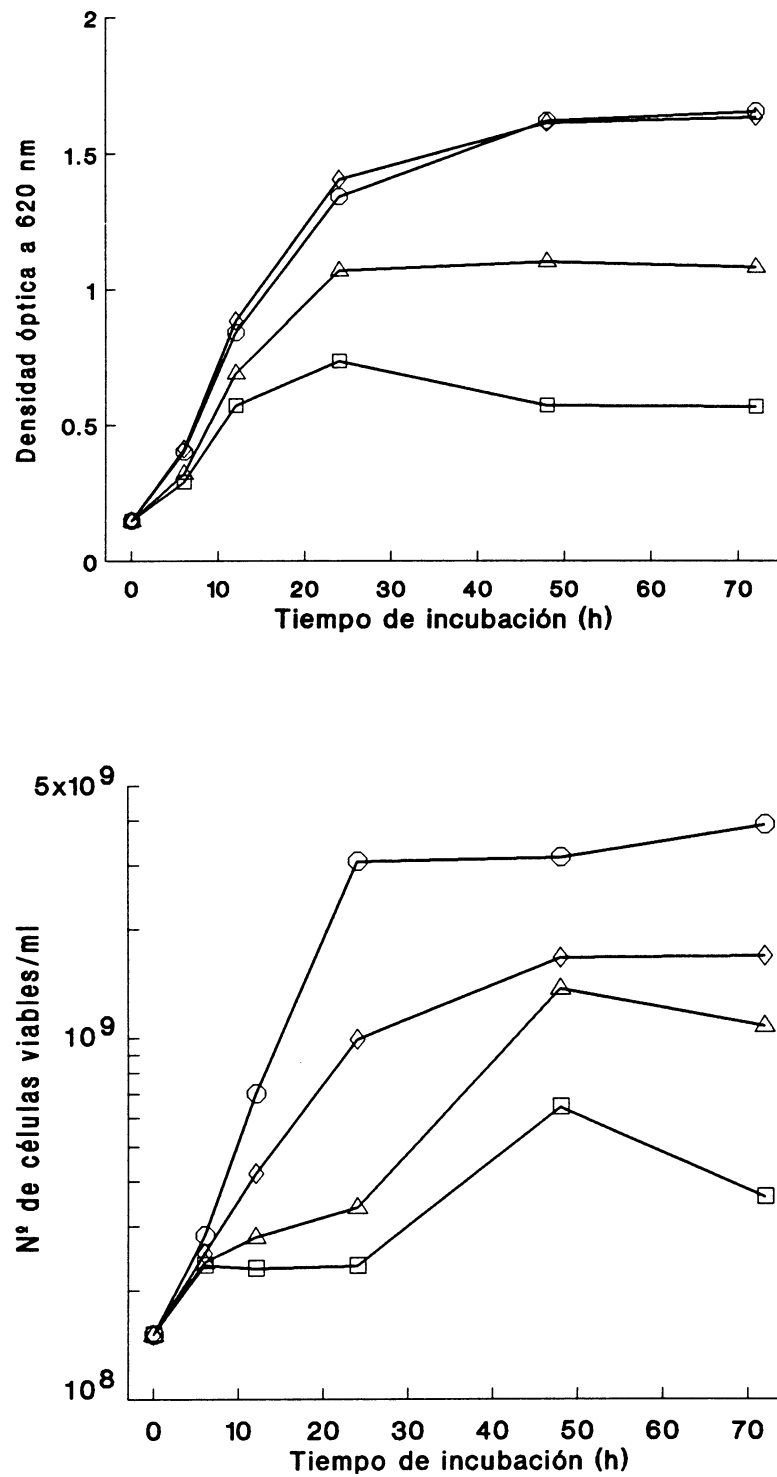 2
1.5
1
0.5
0
Densidad óptica a 620 nm
0 10 20 30 40 50 60 70
Tiempo de incubación (h)
5x10⁹
10⁹
10⁸
Nº de células viables/ml
0 10 20 30 40 50 60 70
Tiempo de incubación (h)